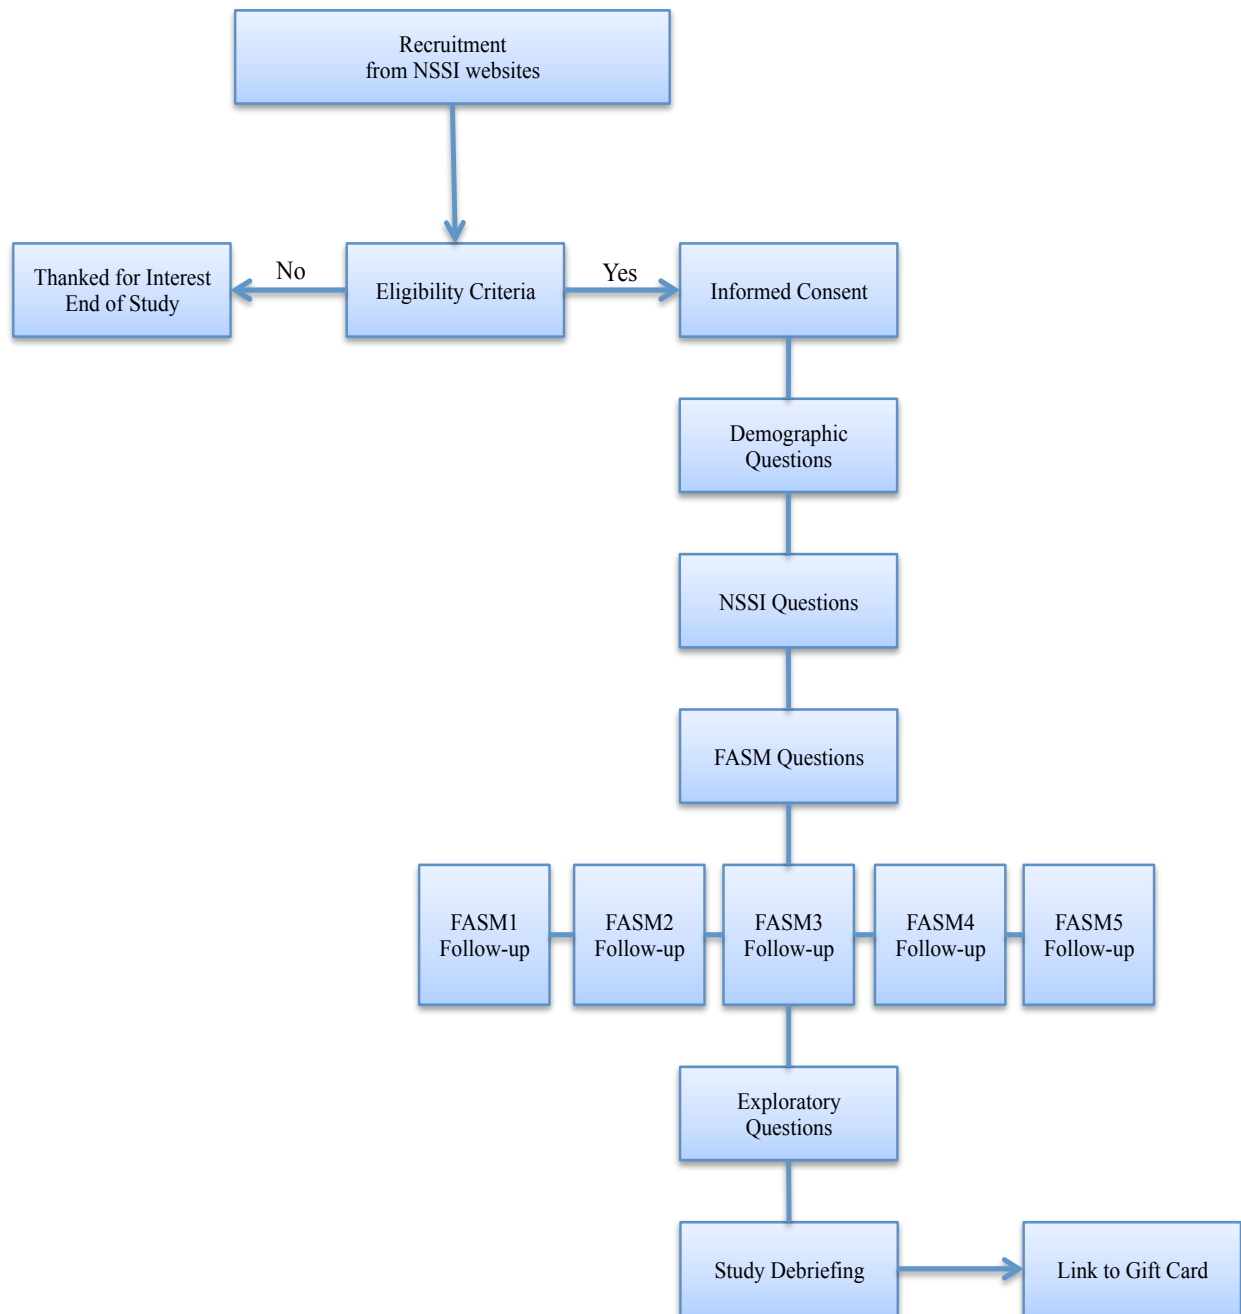 Recruitment
from NSSI websites
Thanked for Interest
End of Study
No
Eligibility Criteria
Yes
Informed Consent
Demographic
Questions
NSSI Questions
FASM Questions
FASM1
Follow-up
FASM2
Follow-up
FASM3
Follow-up
FASM4
Follow-up
FASM5
Follow-up
Exploratory
Questions
Study Debriefing
Link to Gift Card